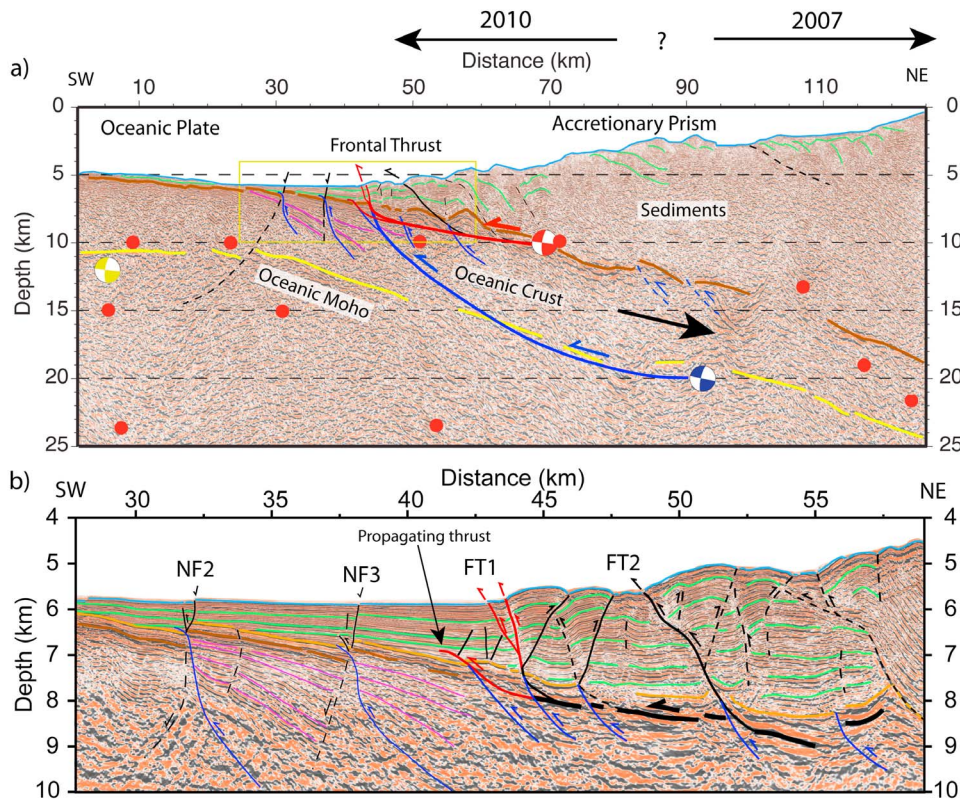 2010
?
2007
a)
SW
Distance (km)
NE
10 30 50 70 90 110
0 0
Oceanic Plate
Accretionary Prism
Frontal Thrust
5 5
Sediments
10 10
Oceanic Moho
Oceanic Crust
15 15
20 20
25 25
Depth (km)
b)
SW
Distance (km)
NE
30 35 40 45 50 55
4 4
Propagating thrust
5 5
NF2
NF3
FT1
FT2
6 6
7 7
8 8
9 9
10 10
Depth (km)
Depth (km)